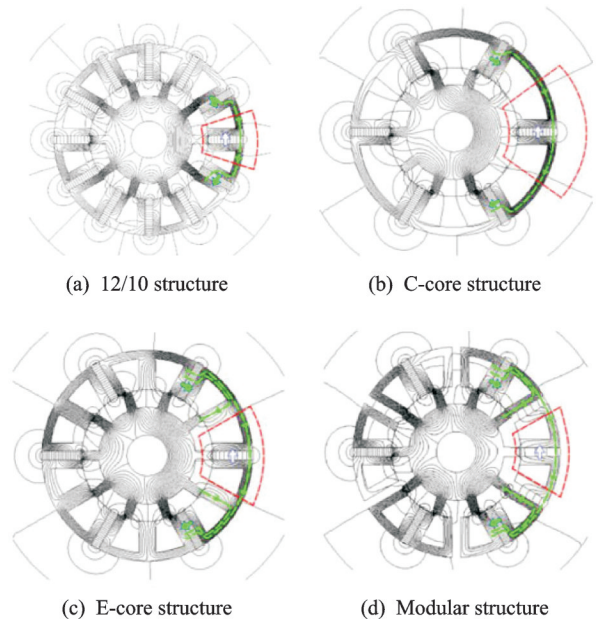 (a) 12/10 structure
(b) C-core structure
(c) E-core structure
(d) Modular structure